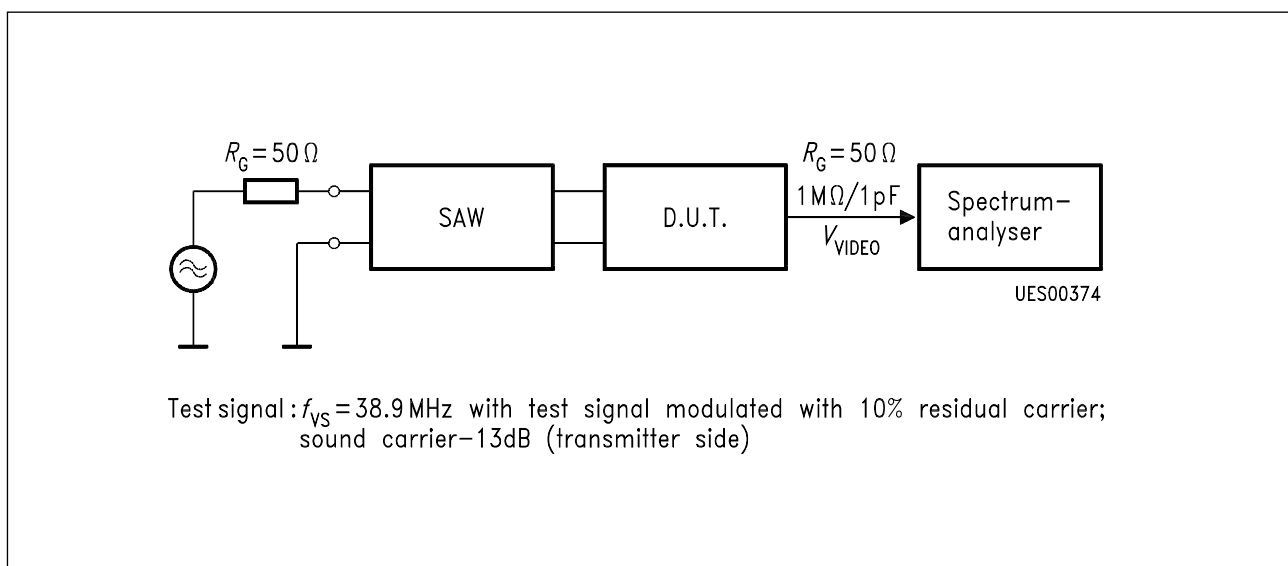 R_G = 50 Ω
SAW
D.U.T.
R_G = 50 Ω
1 MΩ/1 pF
V_VIDEO
Spectrum-
analyser
UES00374
Test signal: f_VS = 38.9 MHz with test signal modulated with 10% residual carrier;
sound carrier-13dB (transmitter side)